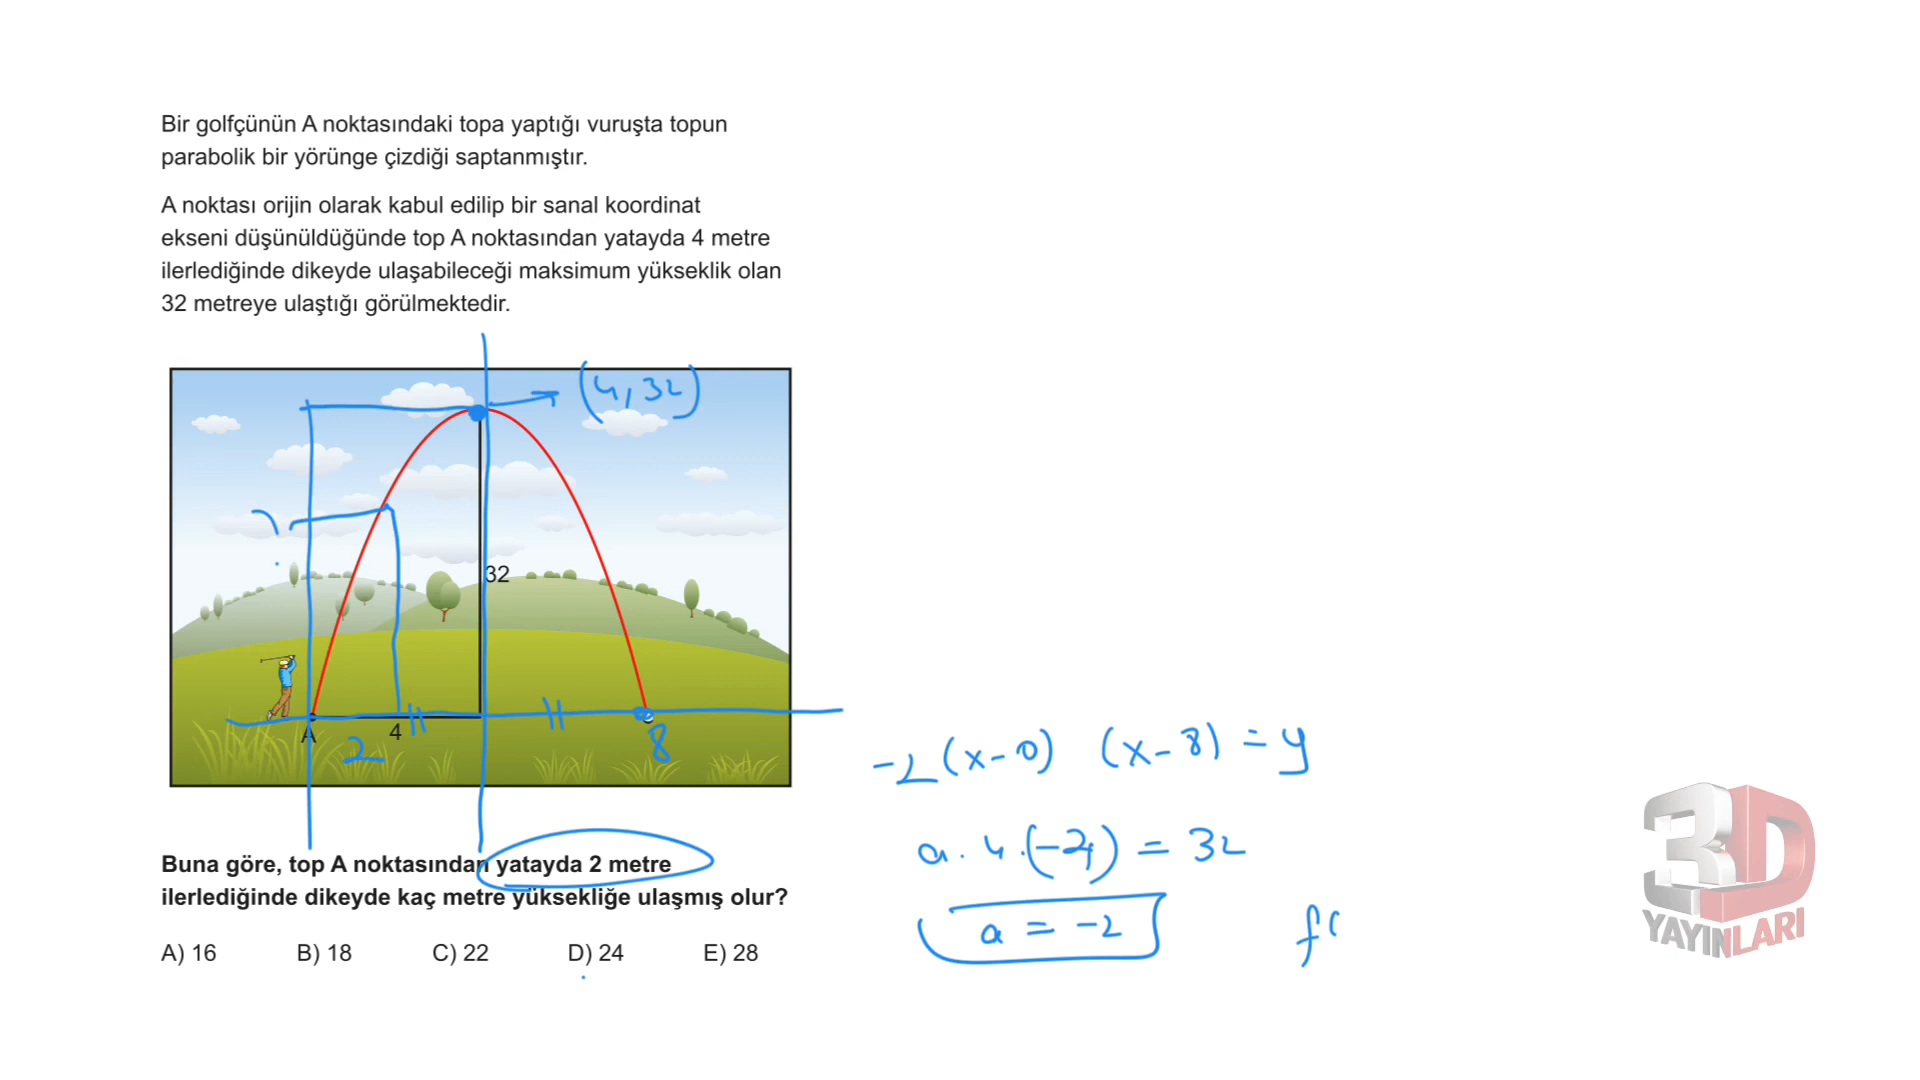 Bir golfçünün A noktasındaki topa yaptığı vuruşta topun
parabolik bir yörünge çizdiği saptanmıştır.
A noktası orijin olarak kabul edilip bir sanal koordinat
ekseni düşünüldüğünde top A noktasından yatayda 4 metre
ilerlediğinde dikeyde ulaşabileceği maksimum yükseklik olan
32 metreye ulaştığı görülmektedir.
(4, 32)
?
32
A
4
2
8
Buna göre, top A noktasından yatayda 2 metre
ilerlediğinde dikeyde kaç metre yüksekliğe ulaşmış olur?
A) 16 B) 18 C) 22 D) 24 E) 28
-2(x-0) (x-8) = y
a. 4.(-4) = 32
a = -2
f(
3D
YAYINLARI